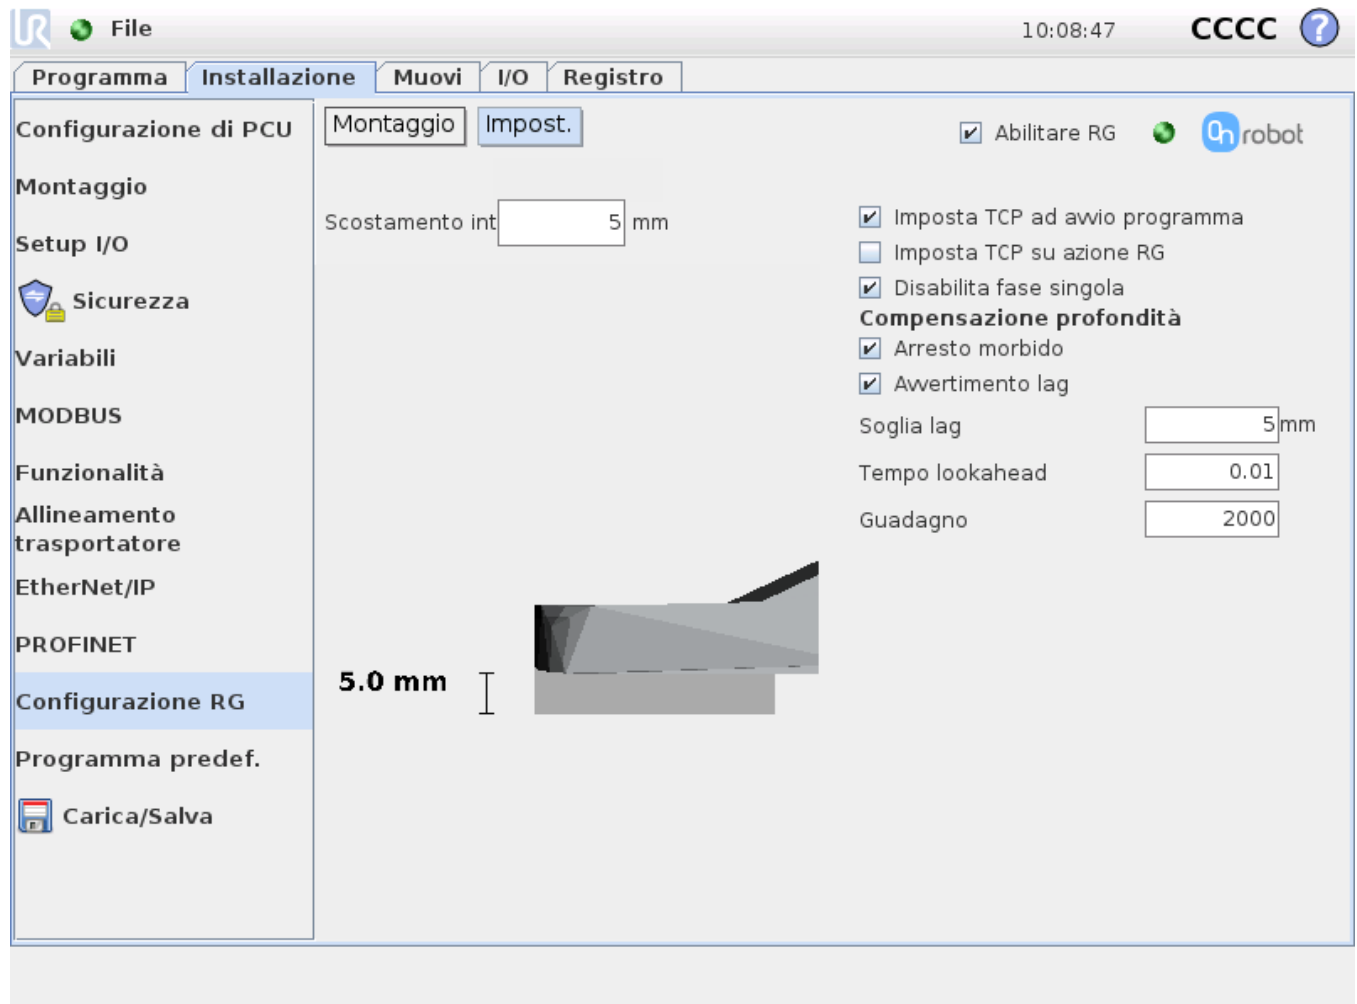 File
10:08:47
CCCC
?
Programma
Installazione
Muovi
I/O
Registro
Configurazione di PCU
Montaggio
Setup I/O
Sicurezza
Variabili
MODBUS
Funzionalità
Allineamento
trasportatore
EtherNet/IP
PROFINET
Configurazione RG
Programma predef.
Carica/Salva
Montaggio
Impost.
Abilitare RG
On robot
Scostamento int 5 mm
5.0 mm
Imposta TCP ad avvio programma
Imposta TCP su azione RG
Disabilita fase singola
Compensazione profondità
Arresto morbido
Avvertimento lag
Soglia lag 5 mm
Tempo lookahead 0.01
Guadagno 2000